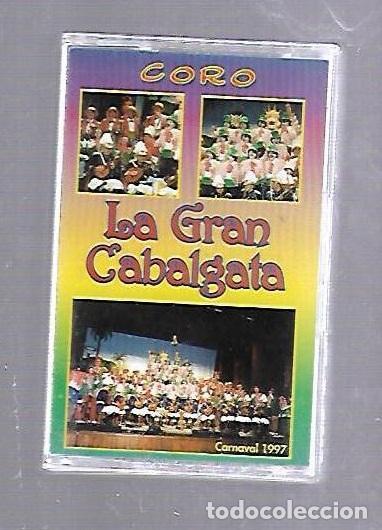 CORO
La Gran
Cabalgata
Carnaval 1997
todocoleccion